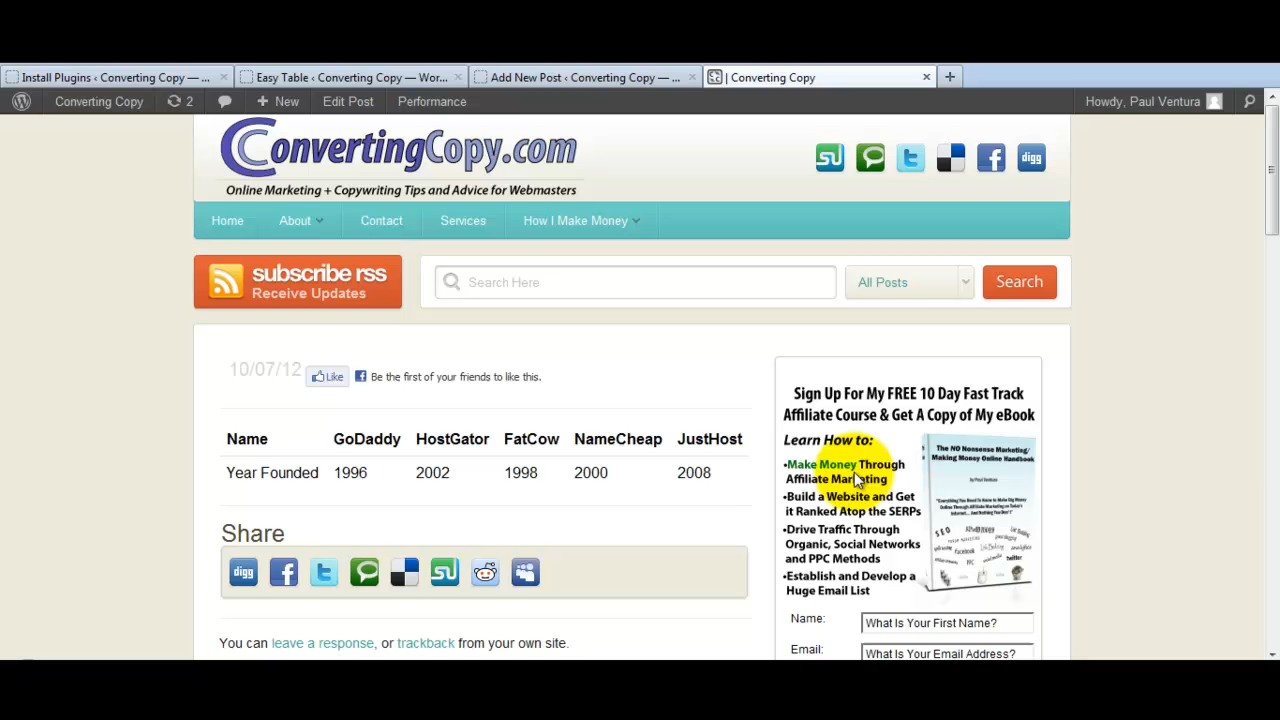 Install Plugins ‹ Converting Copy — ...
Easy Table ‹ Converting Copy — Wor...
Add New Post ‹ Converting Copy — ...
| Converting Copy
Converting Copy
2
New
Edit Post
Performance
Howdy, Paul Ventura
ConvertingCopy.com
Online Marketing + Copywriting Tips and Advice for Webmasters
digg
Home
About
Contact
Services
How I Make Money
subscribe rss
Receive Updates
Search Here
All Posts
Search
10/07/12
Like
Be the first of your friends to like this.
Name GoDaddy HostGator FatCow NameCheap JustHost
Year Founded 1996 2002 1998 2000 2008
Share
digg
You can leave a response, or trackback from your own site.
Sign Up For My FREE 10 Day Fast Track
Affiliate Course & Get A Copy of My eBook
Learn How to:
•Make Money Through
Affiliate Marketing
•Build a Website and Get
it Ranked Atop the SERPs
•Drive Traffic Through
Organic, Social Networks
and PPC Methods
•Establish and Develop a
Huge Email List
The NO Nonsense Marketing/
Making Money Online Handbook
by Paul Ventura
SEO
Name:
What Is Your First Name?
Email:
What Is Your Email Address?